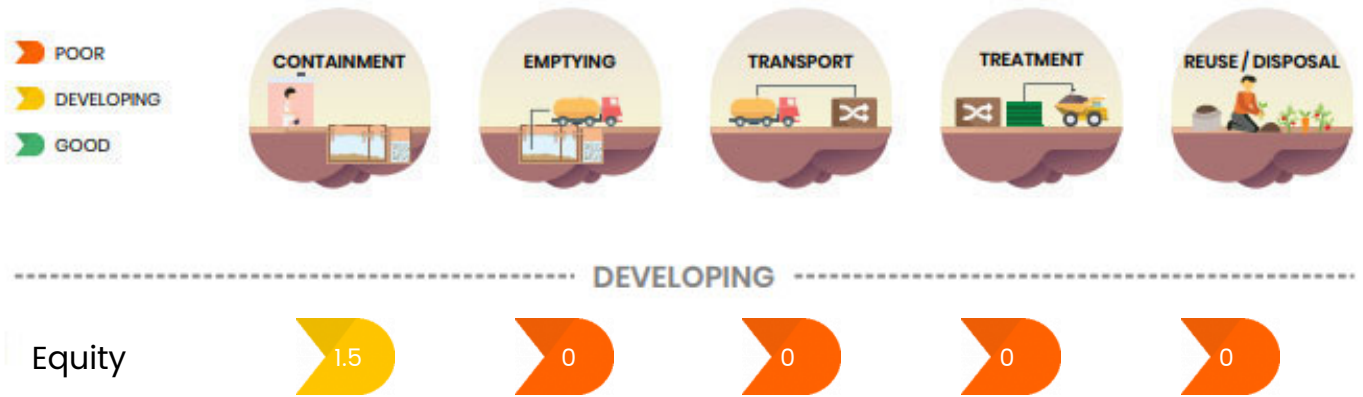 POOR
DEVELOPING
GOOD
CONTAINMENT
EMPTYING
TRANSPORT
TREATMENT
REUSE / DISPOSAL
DEVELOPING
Equity 1.5 0 0 0 0